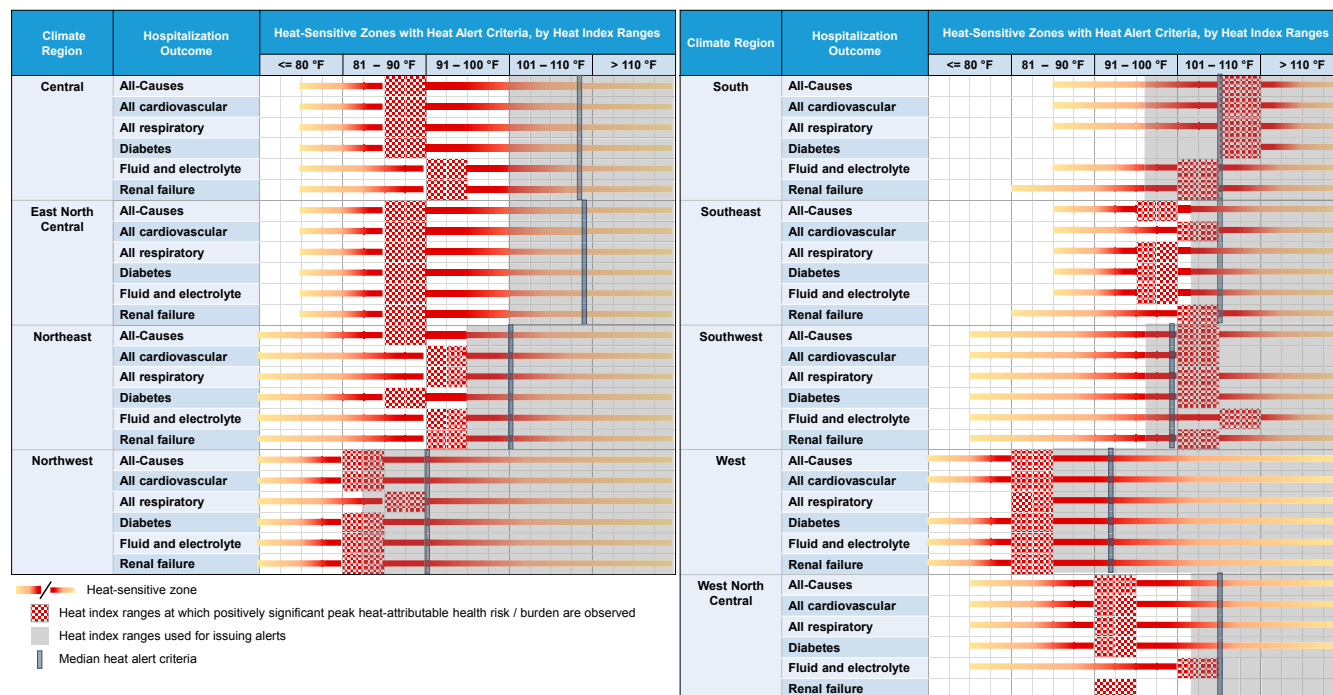 Climate
Region
Hospitalization
Outcome
Heat-Sensitive Zones with Heat Alert Criteria, by Heat Index Ranges
<= 80 °F
81 – 90 °F
91 – 100 °F
101 – 110 °F
> 110 °F
Central
All-Causes
All cardiovascular
All respiratory
Diabetes
Fluid and electrolyte
Renal failure
East North
Central
All-Causes
All cardiovascular
All respiratory
Diabetes
Fluid and electrolyte
Renal failure
Northeast
All-Causes
All cardiovascular
All respiratory
Diabetes
Fluid and electrolyte
Renal failure
Northwest
All-Causes
All cardiovascular
All respiratory
Diabetes
Fluid and electrolyte
Renal failure
Heat-sensitive zone
Heat index ranges at which positively significant peak heat-attributable health risk / burden are observed
Heat index ranges used for issuing alerts
Median heat alert criteria
Climate Region
Hospitalization
Outcome
Heat-Sensitive Zones with Heat Alert Criteria, by Heat Index Ranges
<= 80 °F
81 – 90 °F
91 – 100 °F
101 – 110 °F
> 110 °F
South
All-Causes
All cardiovascular
All respiratory
Diabetes
Fluid and electrolyte
Renal failure
Southeast
All-Causes
All cardiovascular
All respiratory
Diabetes
Fluid and electrolyte
Renal failure
Southwest
All-Causes
All cardiovascular
All respiratory
Diabetes
Fluid and electrolyte
Renal failure
West
All-Causes
All cardiovascular
All respiratory
Diabetes
Fluid and electrolyte
Renal failure
West North
Central
All-Causes
All cardiovascular
All respiratory
Diabetes
Fluid and electrolyte
Renal failure